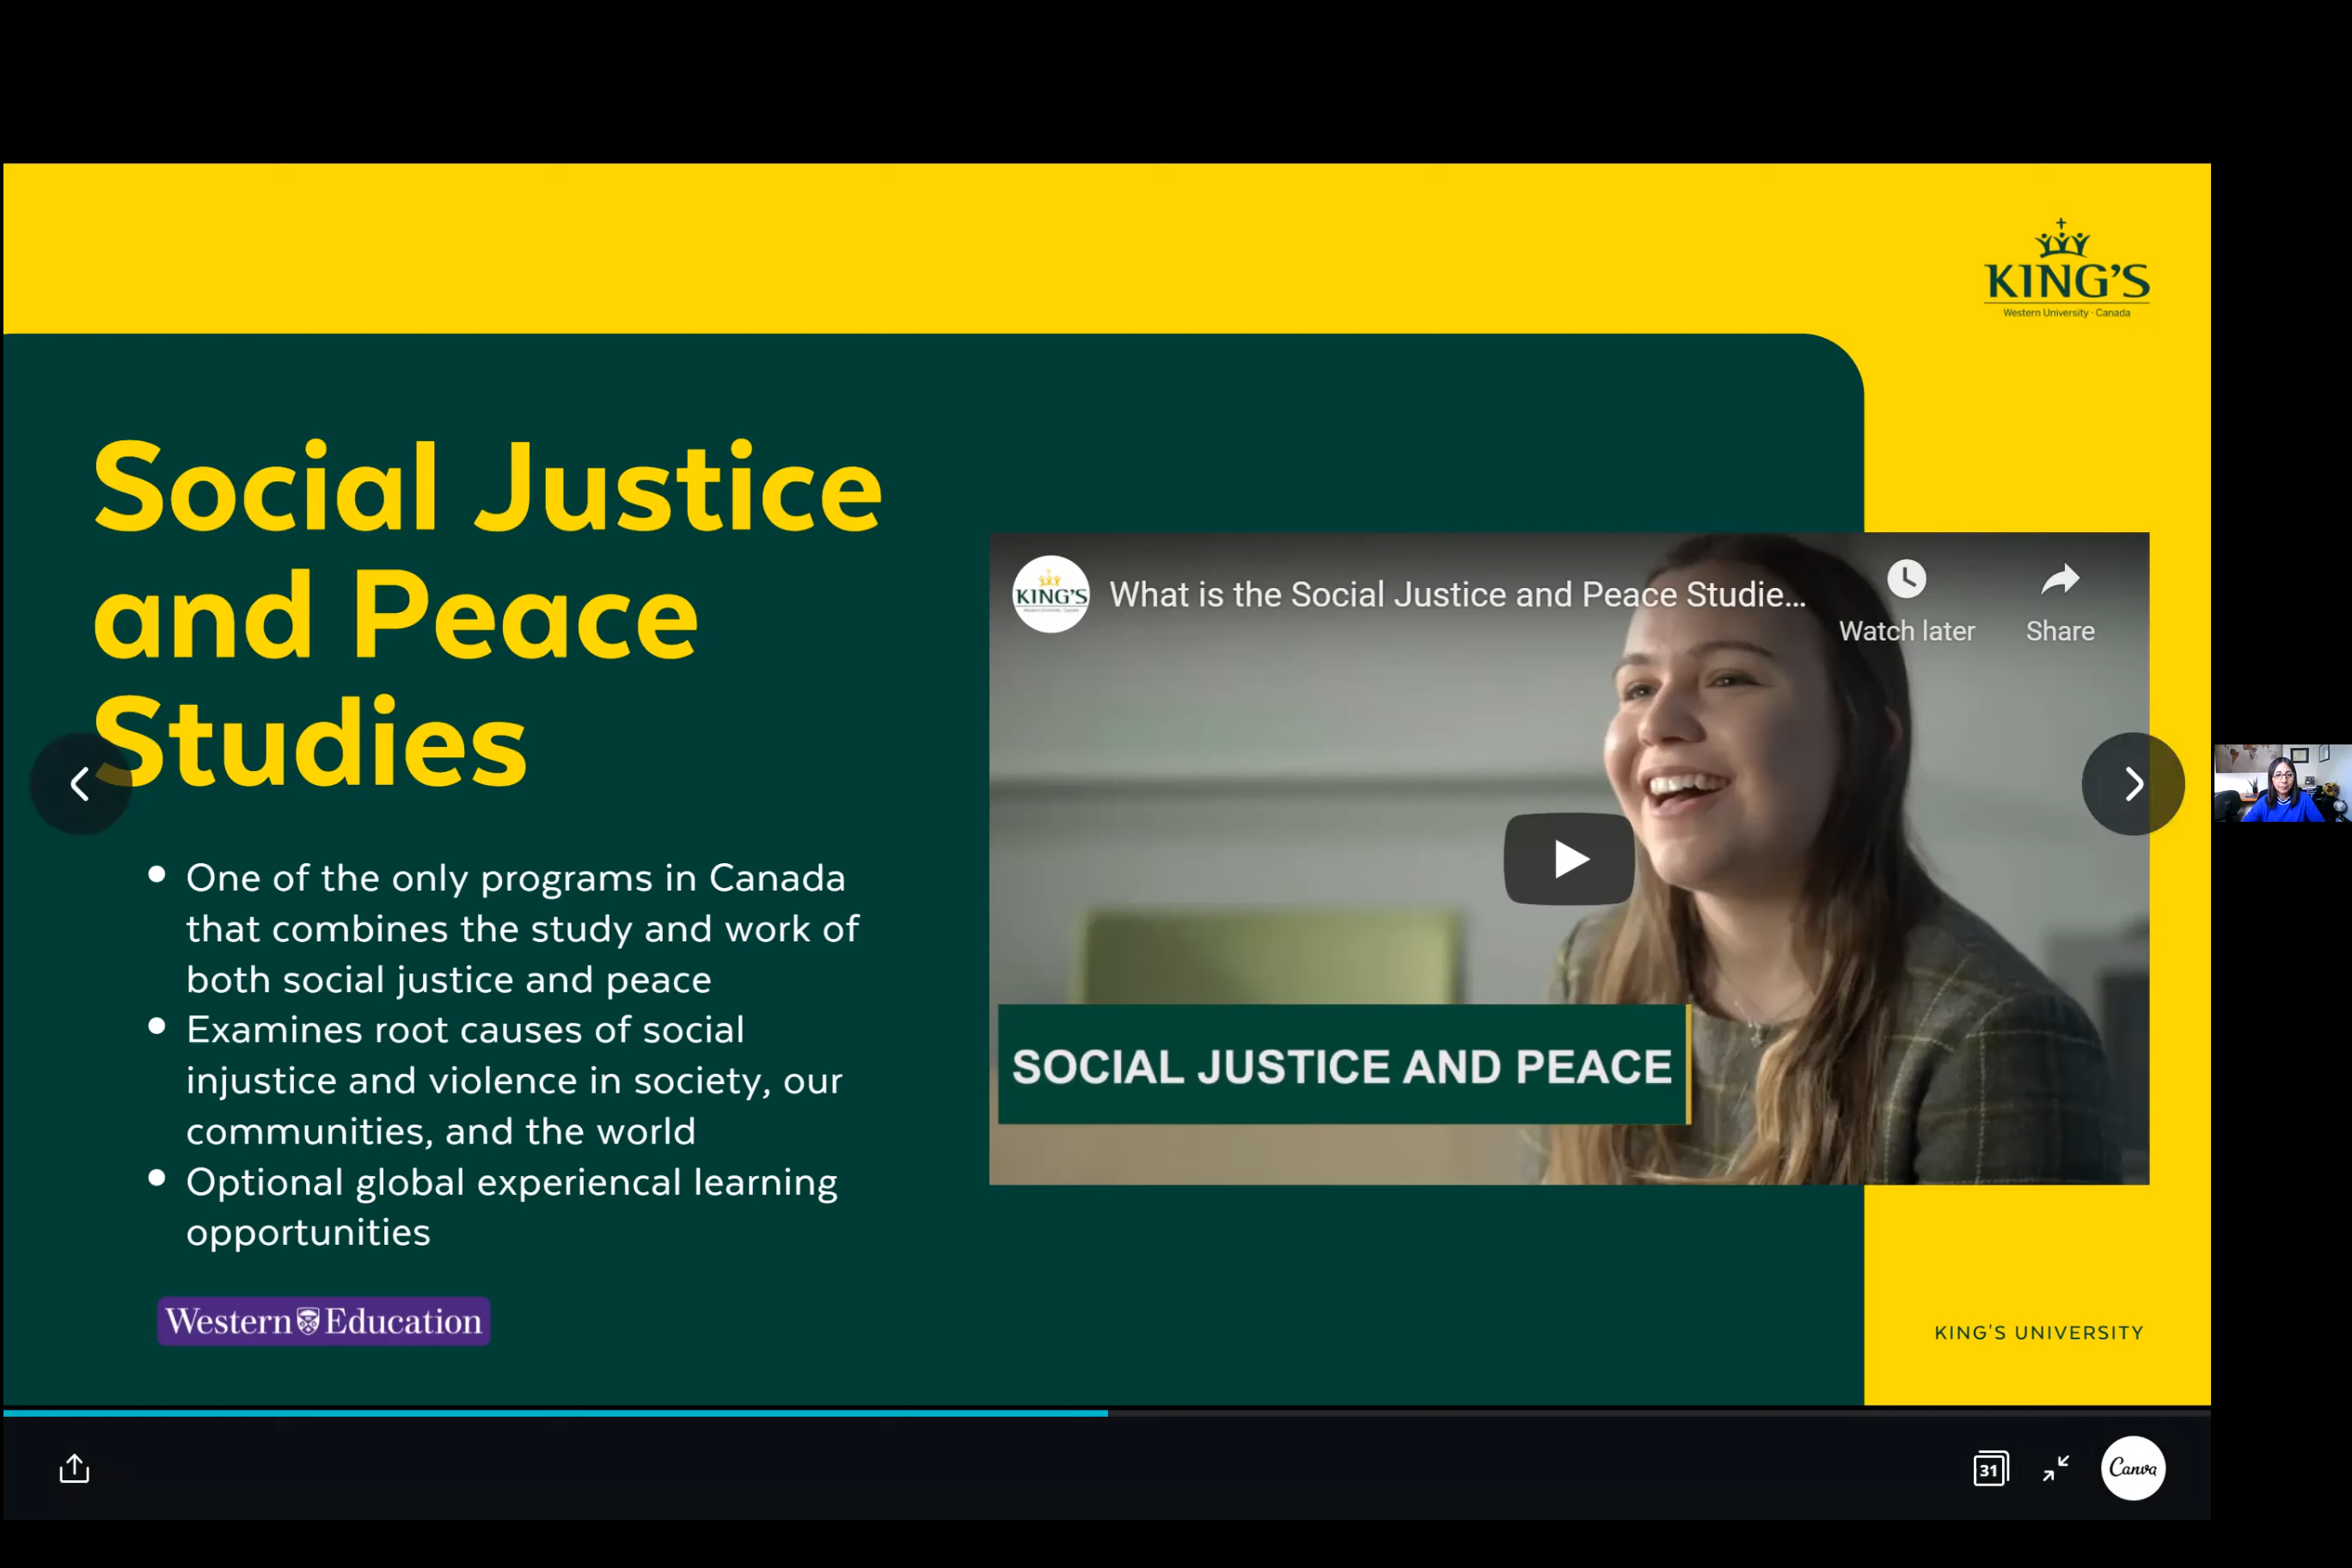 KING'S
Western University · Canada
Social Justice
and Peace
Studies
One of the only programs in Canada
that combines the study and work of
both social justice and peace
Examines root causes of social
injustice and violence in society, our
communities, and the world
Optional global experiencal learning
opportunities
Western Education
KING'S
What is the Social Justice and Peace Studie...
Watch later
Share
SOCIAL JUSTICE AND PEACE
KING'S UNIVERSITY
31
Canva